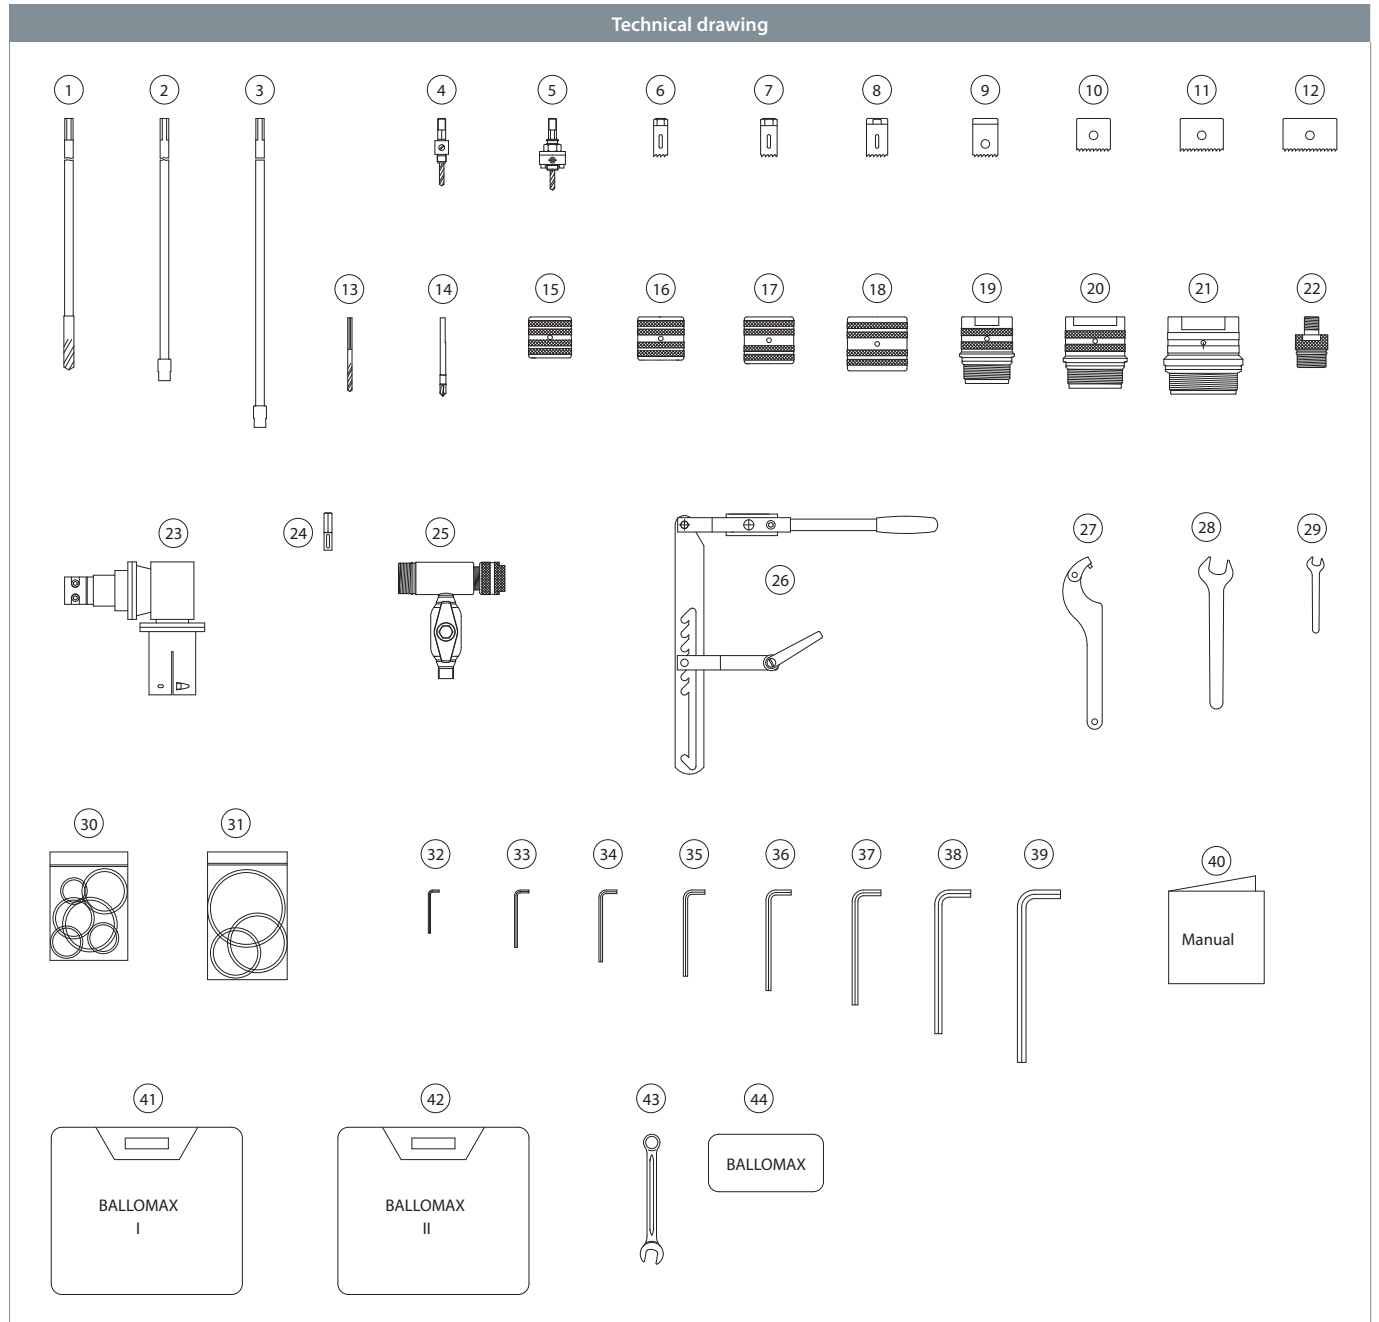 Technical drawing
1 2 3 4 5 6 7 8 9 10 11 12
13 14 15 16 17 18 19 20 21 22
23 24 25 26 27 28 29
30 31 32 33 34 35 36 37 38 39 40
Manual
41 42 43 44
BALLOMAX
I
BALLOMAX
II
BALLOMAX